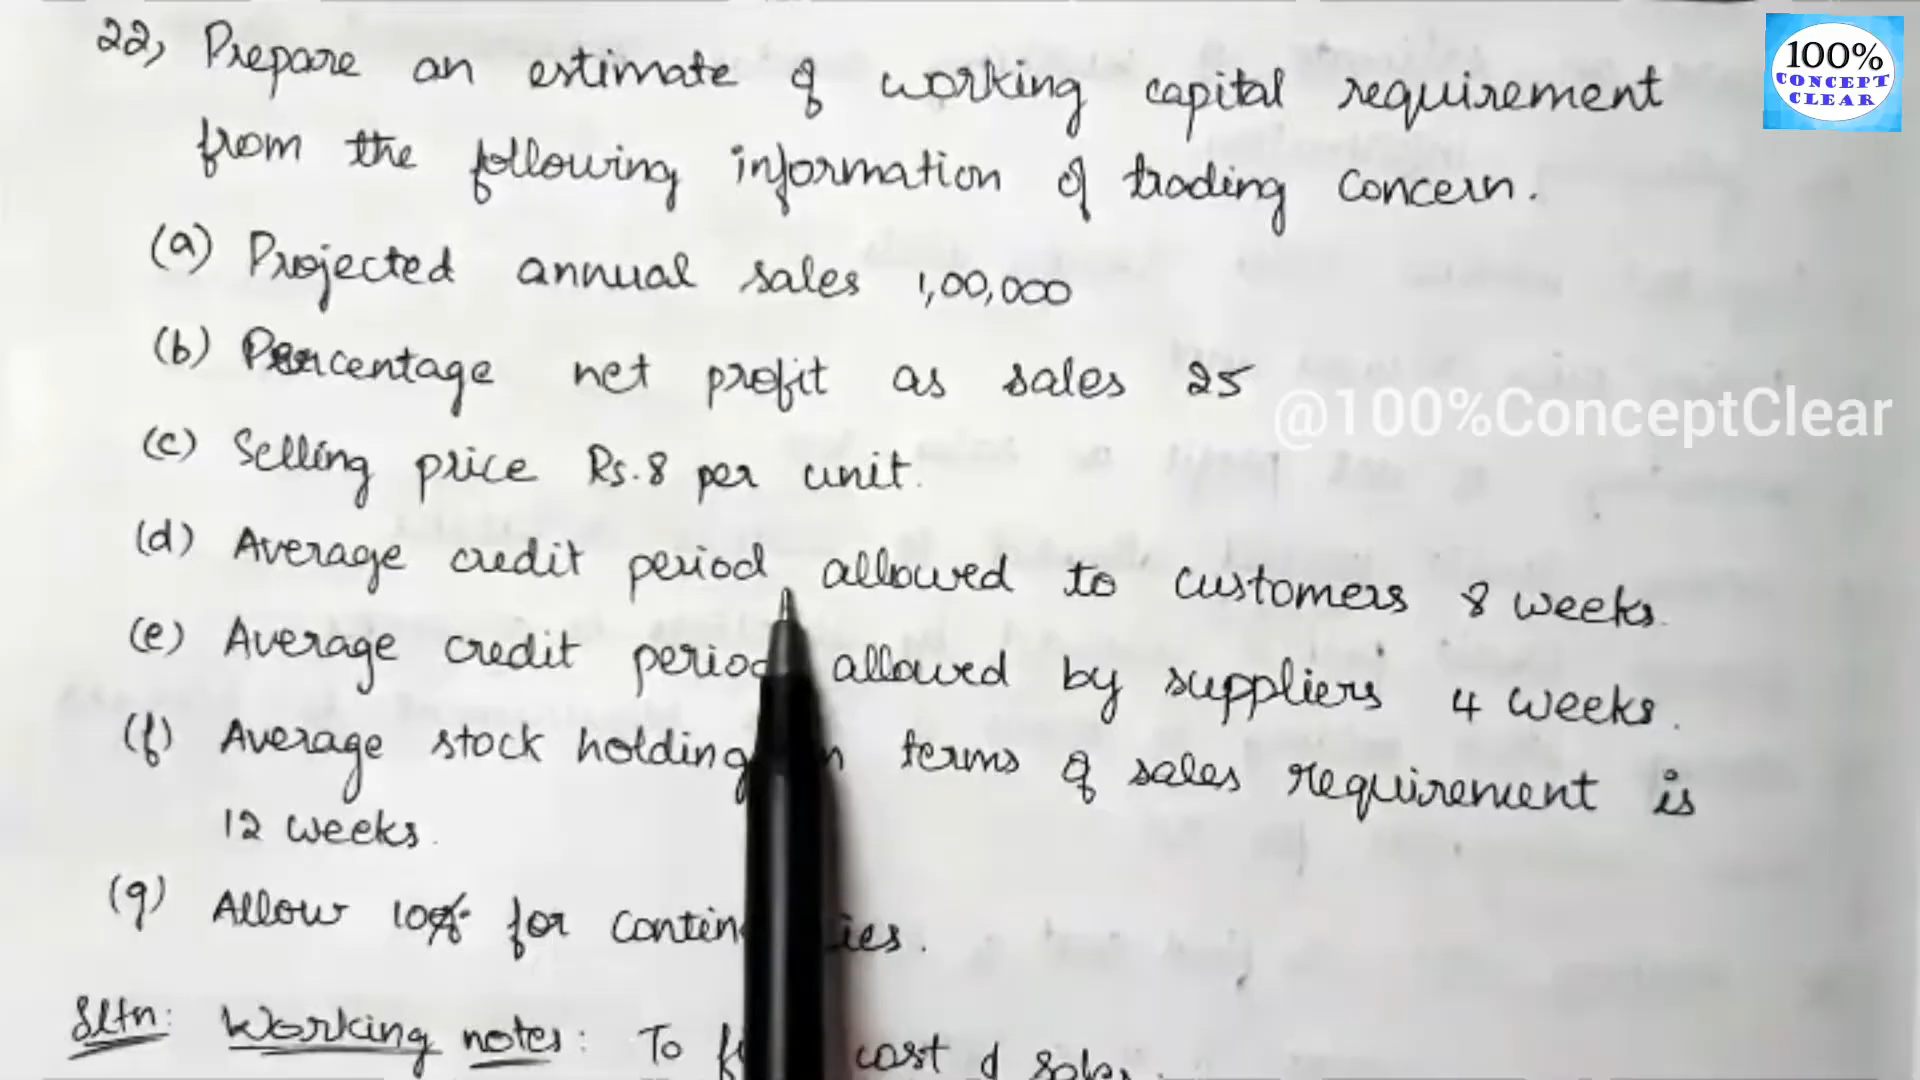 22, Prepare an estimate of working capital requirement
from the following information of trading concern.
(a) Projected annual sales 1,00,000
(b) Percentage net profit as sales 25
(c) Selling price Rs.8 per unit.
(d) Average credit period allowed to customers 8 weeks.
(e) Average credit period allowed by suppliers 4 weeks.
(f) Average stock holding terms of sales requirement is
12 weeks.
(g) Allow 10% for
Sltn: Working notes: To cost of sales.
100%
CONCEPT
CLEAR
@100%ConceptClear